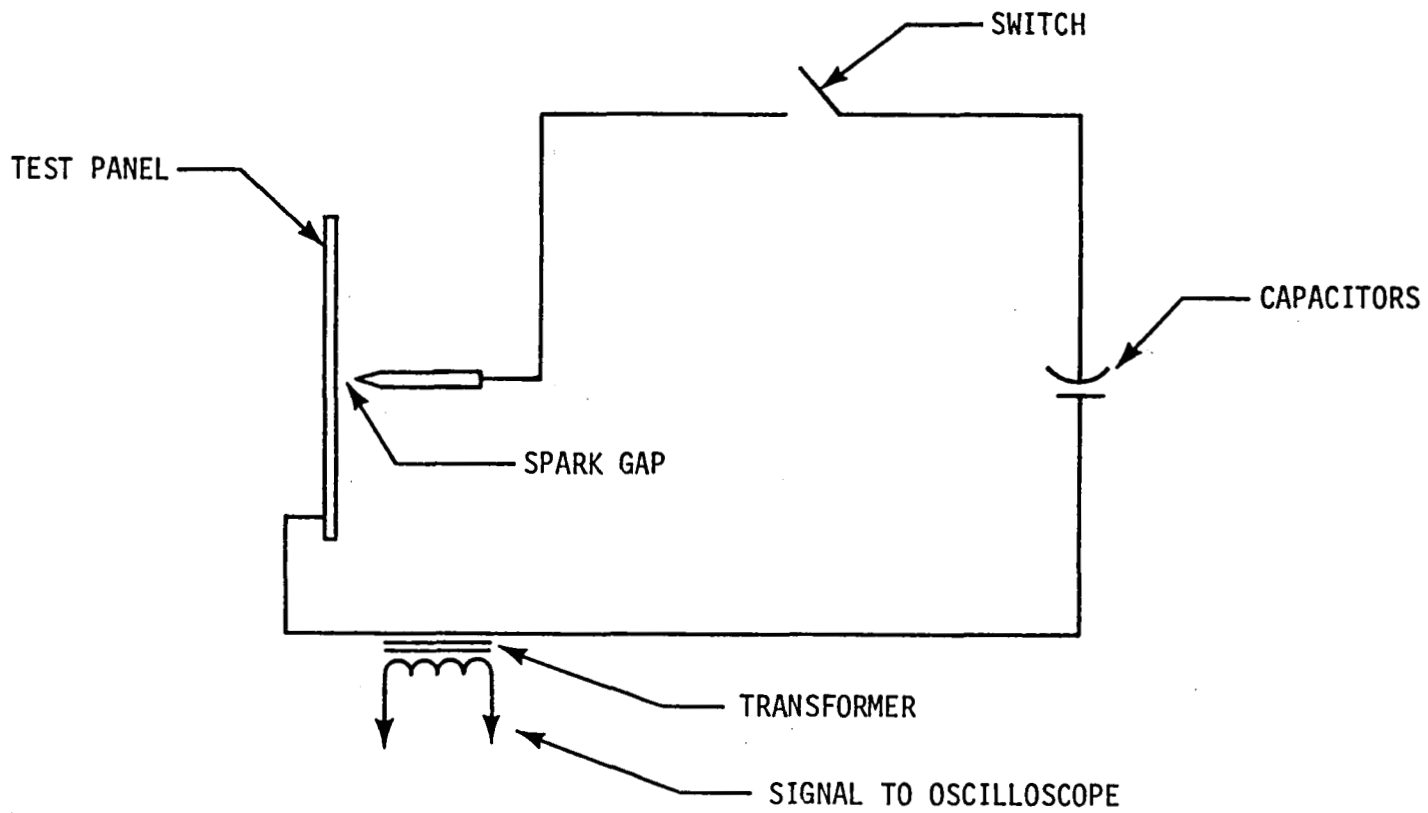 SWITCH
TEST PANEL
CAPACITORS
SPARK GAP
TRANSFORMER
SIGNAL TO OSCILLOSCOPE